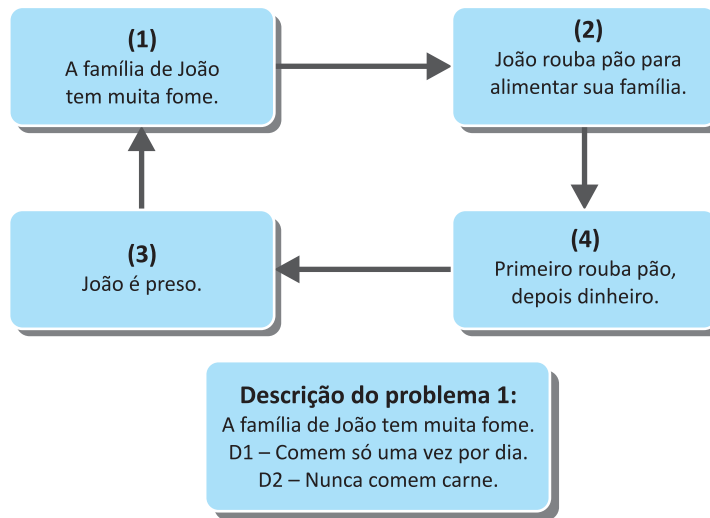 (1)
A família de João
tem muita fome.
(2)
João rouba pão para
alimentar sua família.
(3)
João é preso.
(4)
Primeiro rouba pão,
depois dinheiro.
Descrição do problema 1:
A família de João tem muita fome.
D1 – Comem só uma vez por dia.
D2 – Nunca comem carne.